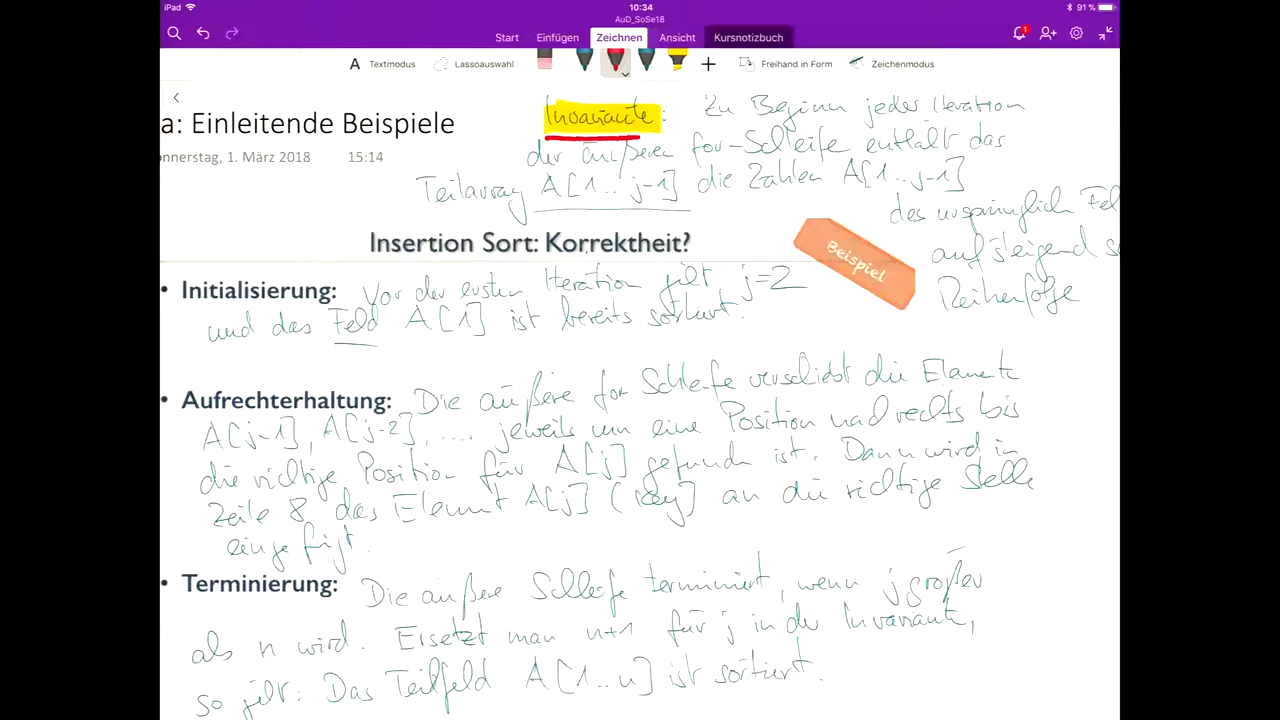 iPad 10:34 91 %
AuD_SoSe18
Start Einfügen Zeichnen Ansicht Kursnotizbuch
A Textmodus Lassoauswahl Freihand in Form Zeichenmodus
a: Einleitende Beispiele
onnerstag, 1. März 2018 15:14
Invariante: Zu Beginn jeder Iteration
der äußeren for-Schleife enthält das
Teilarray A[1..j-1] die Zahlen A[1..j-1]
des ursprünglich Fel
aufsteigend s
Reihenfolge
Insertion Sort: Korrektheit?
Beispiel
• Initialisierung: Vor der ersten Iteration gilt j=2
und das Feld A[1] ist bereits sortiert.
• Aufrechterhaltung: Die äußere for Schleife verschiebt die Elemente
A[j-1], A[j-2], .... jeweils um eine Position nach rechts bis
die richtige Position für A[j] gefunden ist. Dann wird in
Zeile 8 das Element A[j] (key) an die richtige Stelle
eingefügt.
• Terminierung: Die äußere Schleife terminiert, wenn j größer
als n wird. Ersetzt man n+1 für j in der Invariante,
so gilt: Das Teilfeld A[1..n] ist sortiert.